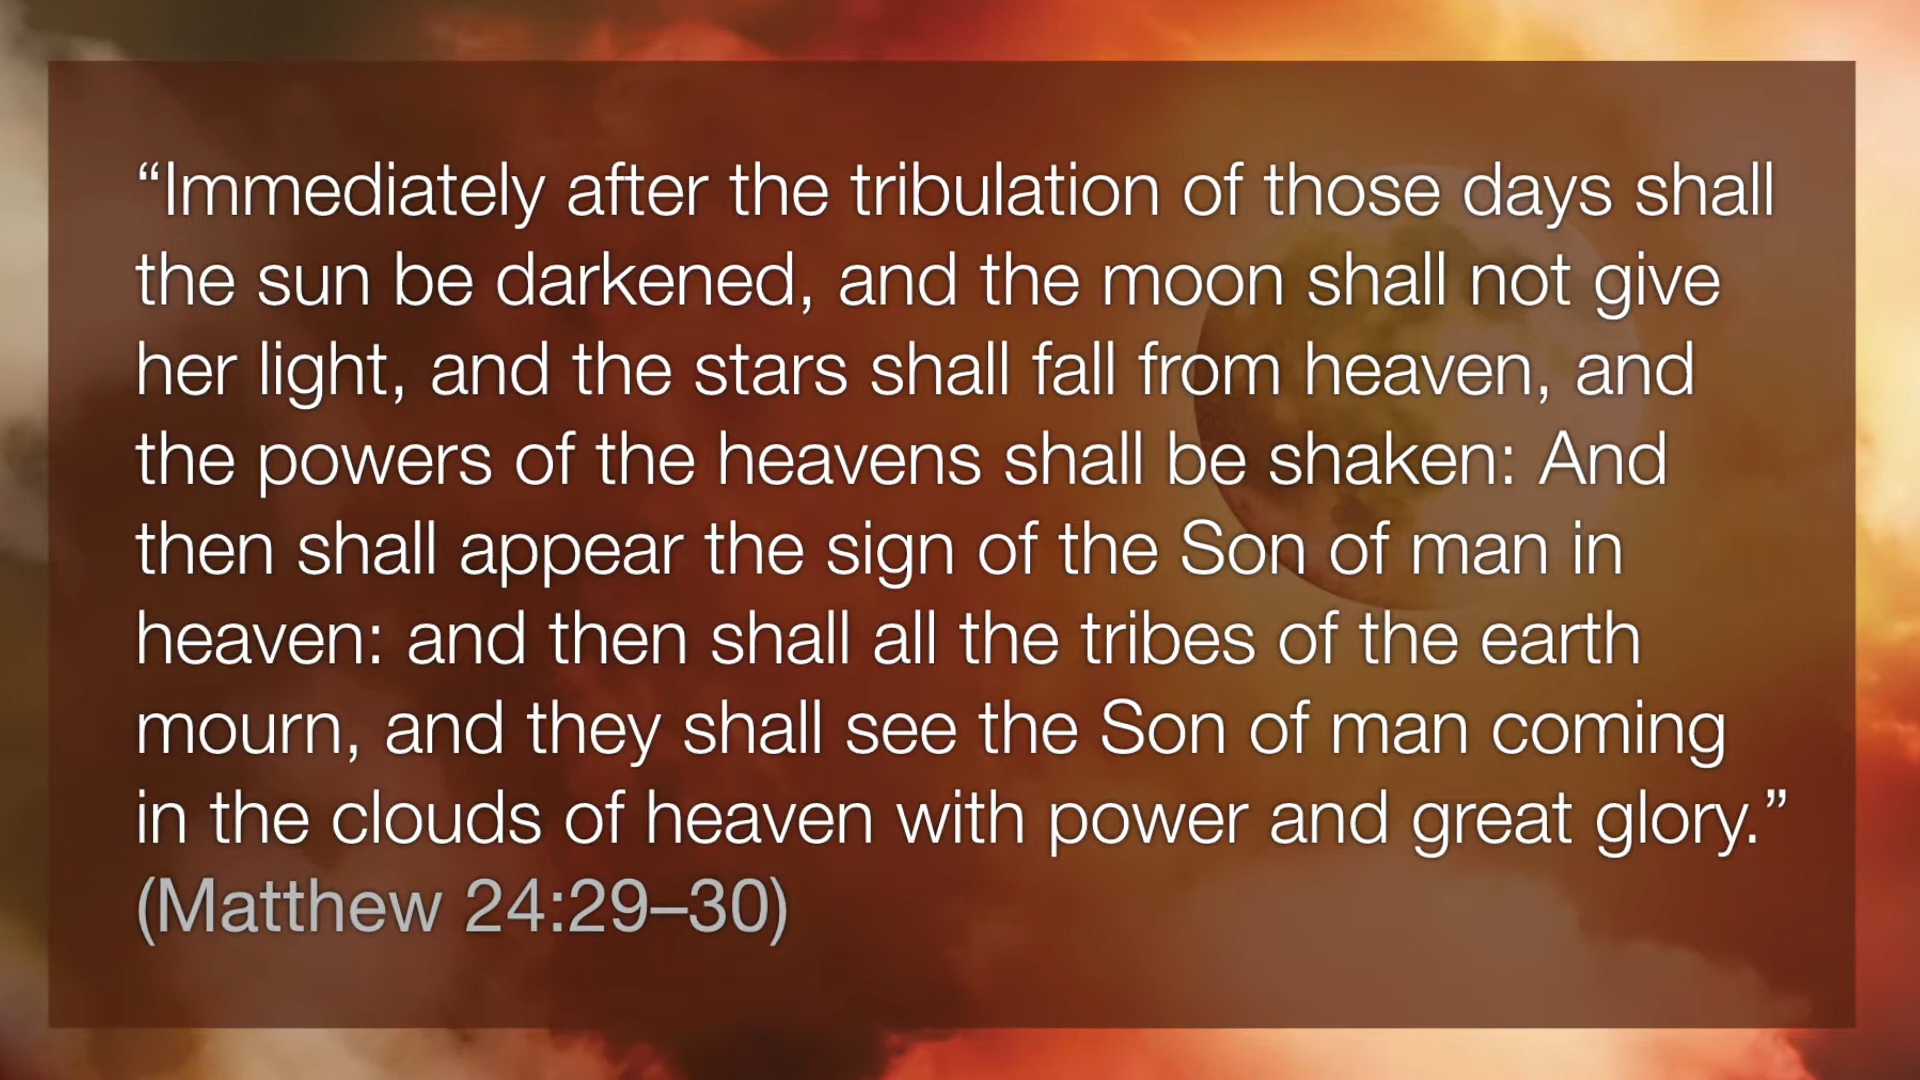 “Immediately after the tribulation of those days shall
the sun be darkened, and the moon shall not give
her light, and the stars shall fall from heaven, and
the powers of the heavens shall be shaken: And
then shall appear the sign of the Son of man in
heaven: and then shall all the tribes of the earth
mourn, and they shall see the Son of man coming
in the clouds of heaven with power and great glory.”
(Matthew 24:29–30)